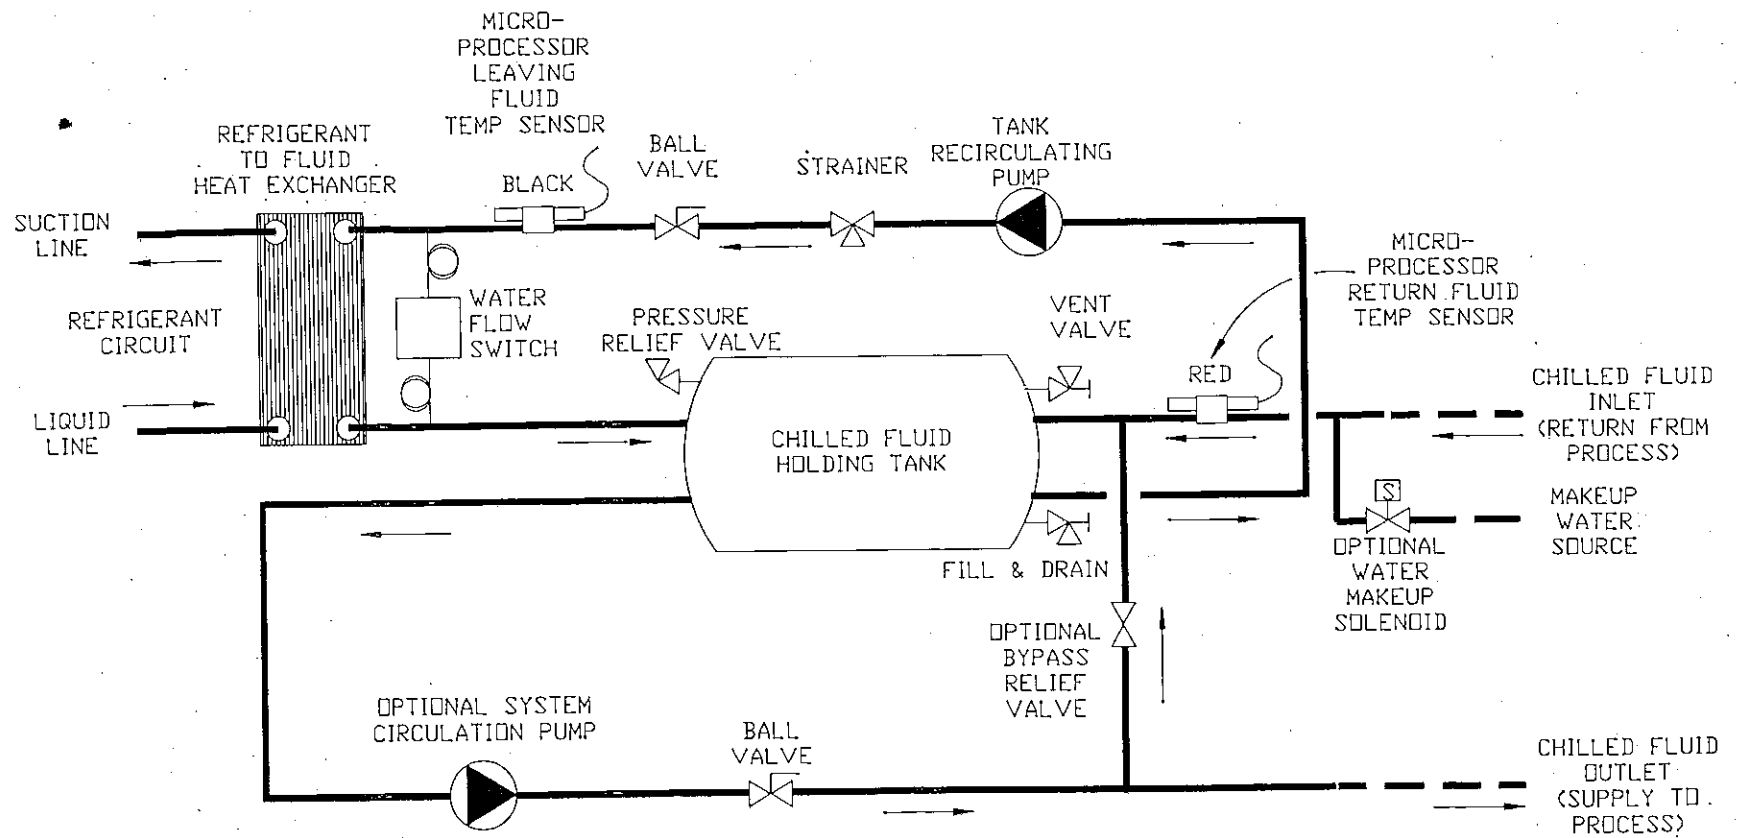 MICRO-
PROCESSOR
LEAVING
FLUID
TEMP SENSOR
REFRIGERANT
TO FLUID
HEAT EXCHANGER
BLACK
BALL
VALVE
STRAINER
TANK
RECIRCULATING
PUMP
SUCTION
LINE
MICRO-
PROCESSOR
RETURN FLUID
TEMP SENSOR
REFRIGERANT
CIRCUIT
WATER
FLOW
SWITCH
PRESSURE
RELIEF VALVE
VENT
VALVE
RED
CHILLED FLUID
INLET
(RETURN FROM
PROCESS)
LIQUID
LINE
CHILLED FLUID
HOLDING TANK
S
MAKEUP
WATER
SOURCE
FILL & DRAIN
OPTIONAL
WATER
MAKEUP
SOLENOID
OPTIONAL
BYPASS
RELIEF
VALVE
OPTIONAL SYSTEM
CIRCULATION PUMP
BALL
VALVE
CHILLED FLUID
OUTLET
(SUPPLY TO
PROCESS)